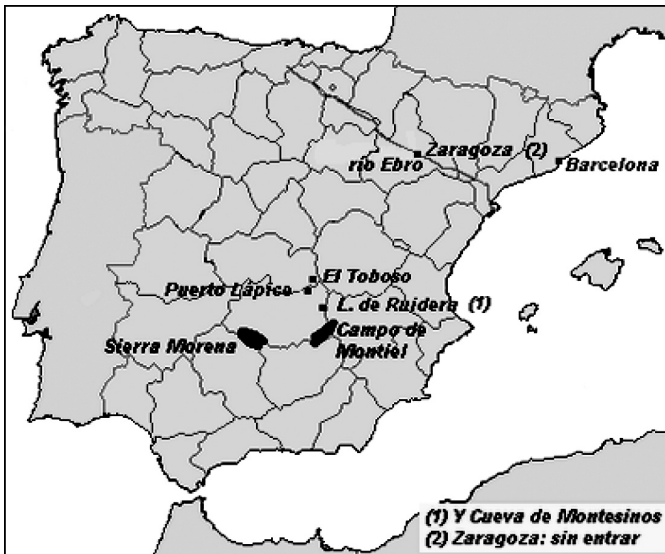 Zaragoza (2)
río Ebro
Barcelona
El Toboso
Puerto Lápice
L. de Ruidera (1)
Campo de
Montiel
Sierra Morena
(1) Y Cueva de Montesinos
(2) Zaragoza: sin entrar